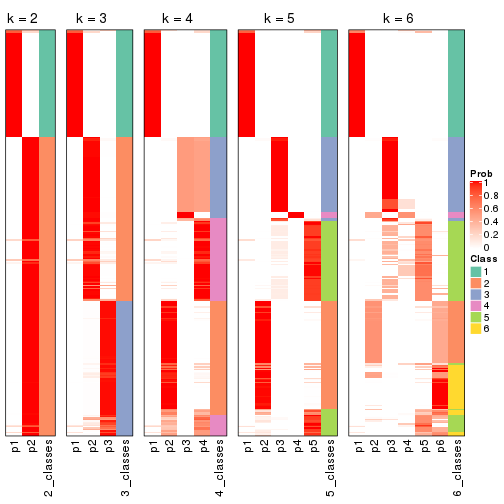 k = 2
k = 3
k = 4
k = 5
k = 6
p1
p2
2_classes
p1
p2
p3
3_classes
p1
p2
p3
p4
4_classes
p1
p2
p3
p4
p5
5_classes
p1
p2
p3
p4
p5
p6
6_classes
Prob
1
0.8
0.6
0.4
0.2
0
Class
1
2
3
4
5
6